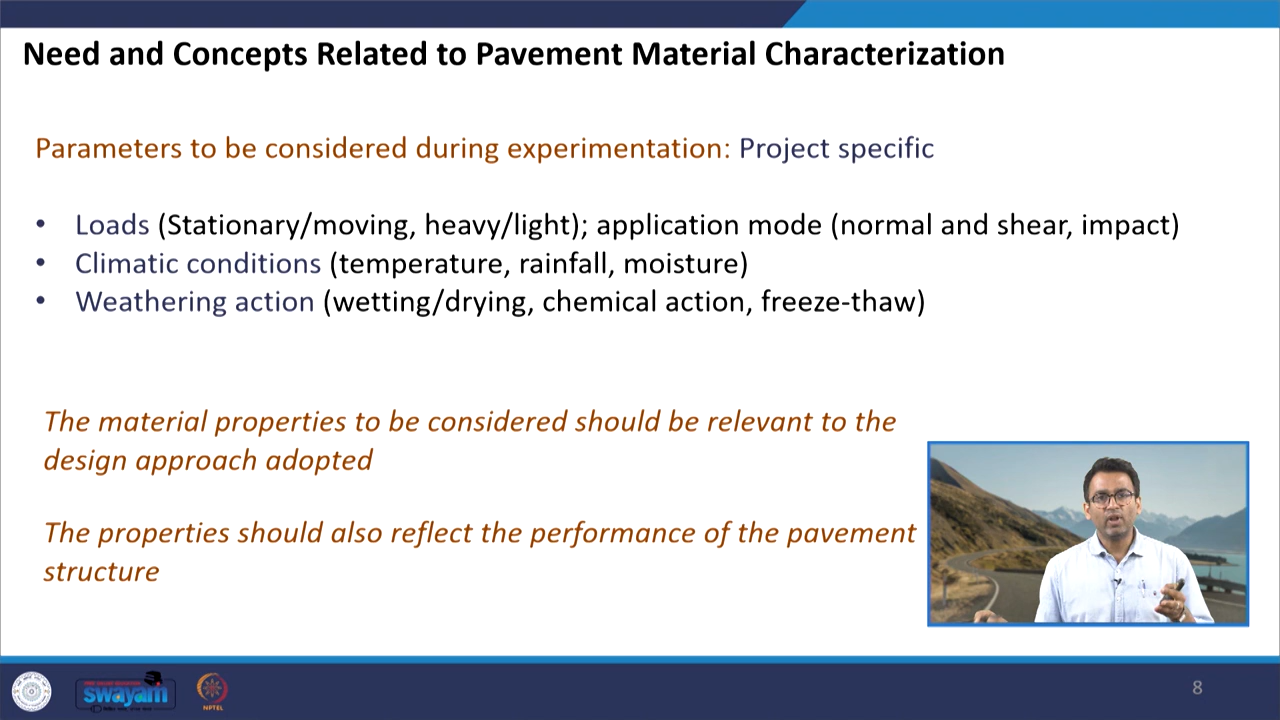 Need and Concepts Related to Pavement Material Characterization
Parameters to be considered during experimentation: Project specific
• Loads (Stationary/moving, heavy/light); application mode (normal and shear, impact)
• Climatic conditions (temperature, rainfall, moisture)
• Weathering action (wetting/drying, chemical action, freeze-thaw)
The material properties to be considered should be relevant to the
design approach adopted
The properties should also reflect the performance of the pavement
structure
swayam
NPTEL
8